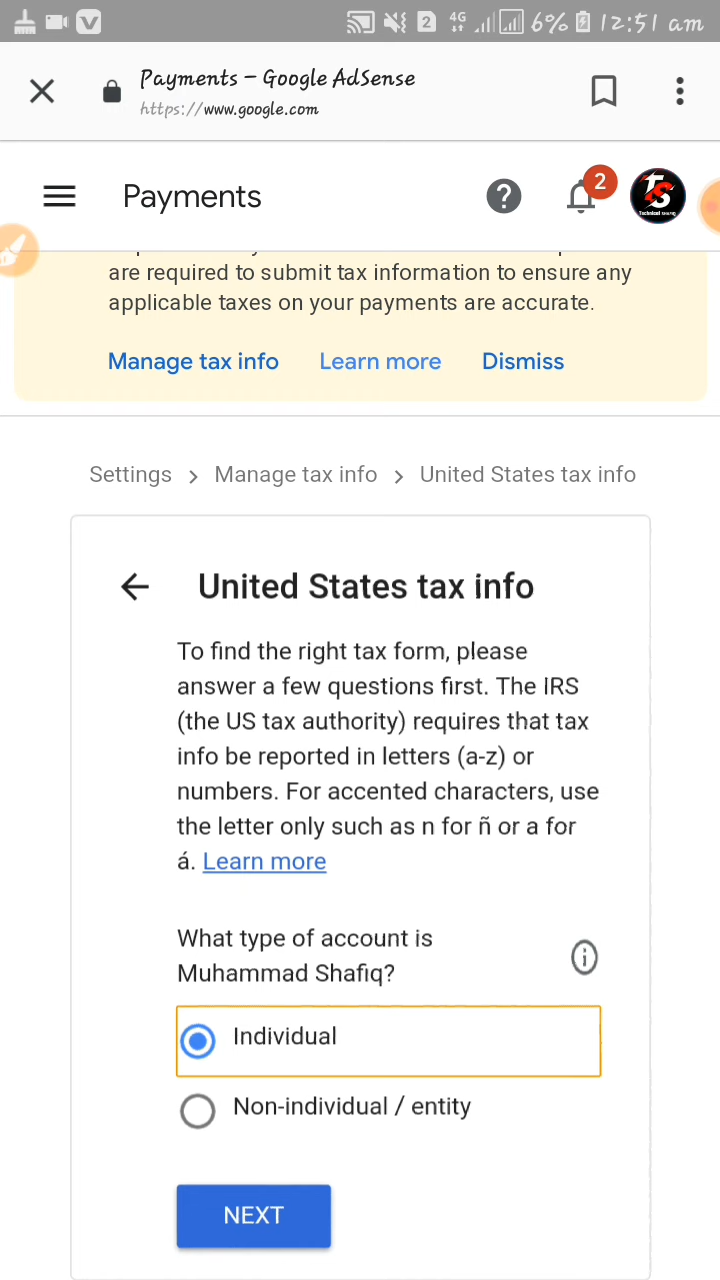 2 4G 6% 12:51 am
Payments – Google AdSense
https://www.google.com
Payments
2
TS
Technical Shafiq
are required to submit tax information to ensure any
applicable taxes on your payments are accurate.
Manage tax info Learn more Dismiss
Settings > Manage tax info > United States tax info
United States tax info
To find the right tax form, please
answer a few questions first. The IRS
(the US tax authority) requires that tax
info be reported in letters (a-z) or
numbers. For accented characters, use
the letter only such as n for ñ or a for
á. Learn more
What type of account is
Muhammad Shafiq?
Individual
Non-individual / entity
NEXT